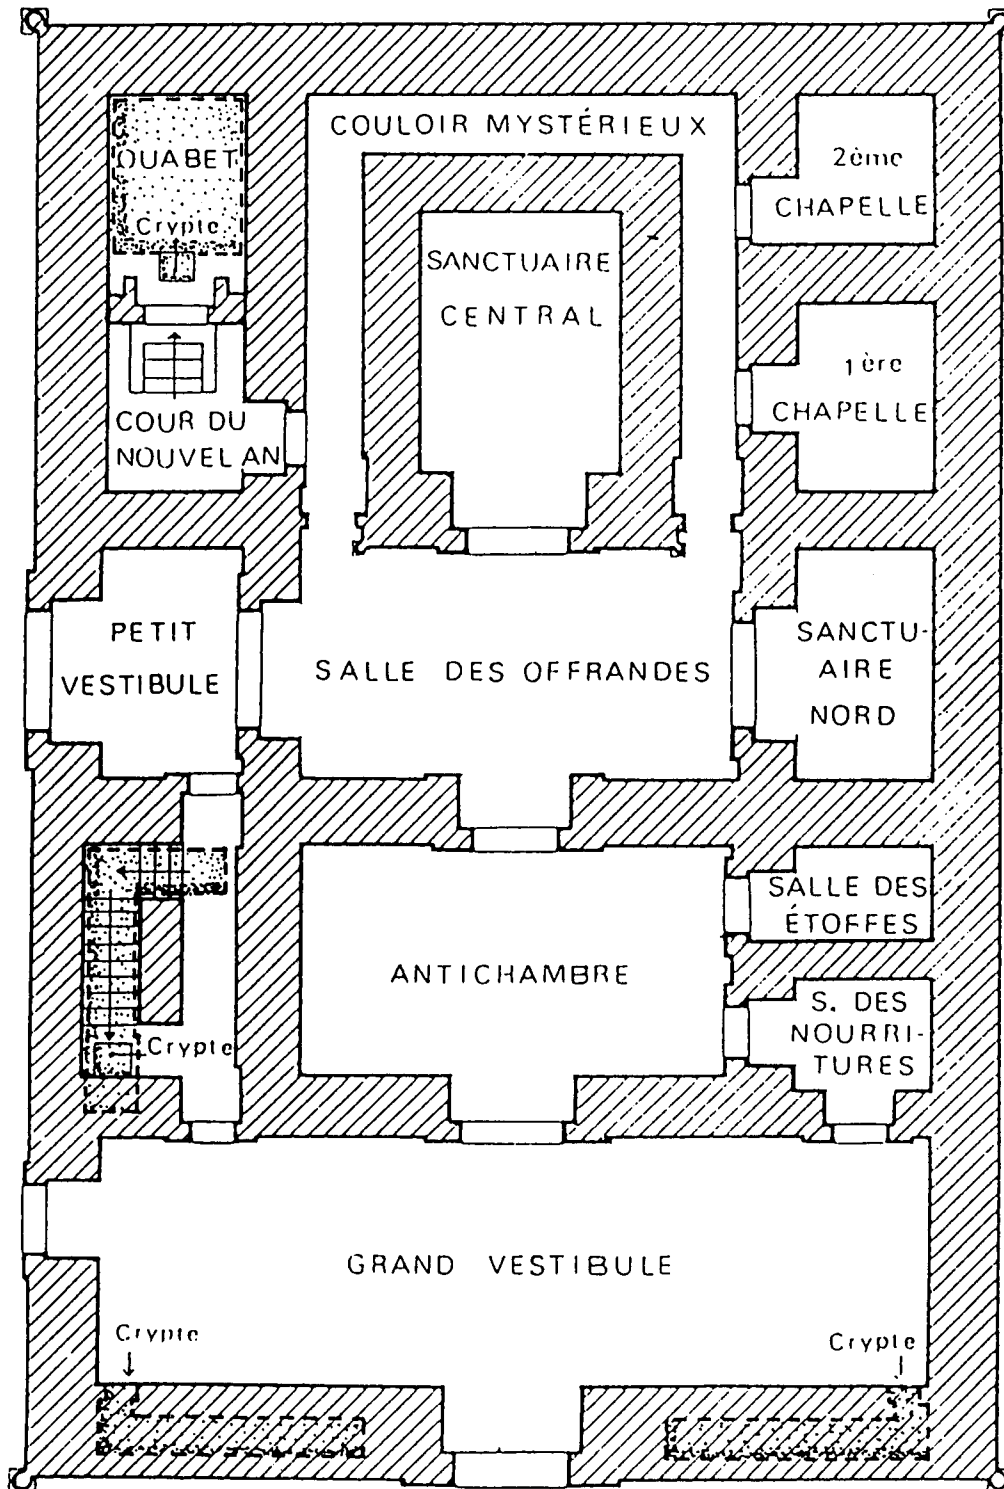 COULOIR MYSTÉRIEUX
OUABET
Crypte
2ème
CHAPELLE
SANCTUAIRE
CENTRAL
1ère
CHAPELLE
COUR DU
NOUVEL AN
PETIT
VESTIBULE
SALLE DES OFFRANDES
SANCTU-
AIRE
NORD
SALLE DES
ÉTOFFES
ANTICHAMBRE
S. DES
NOURRI-
TURES
Crypte
GRAND VESTIBULE
Crypte
Crypte